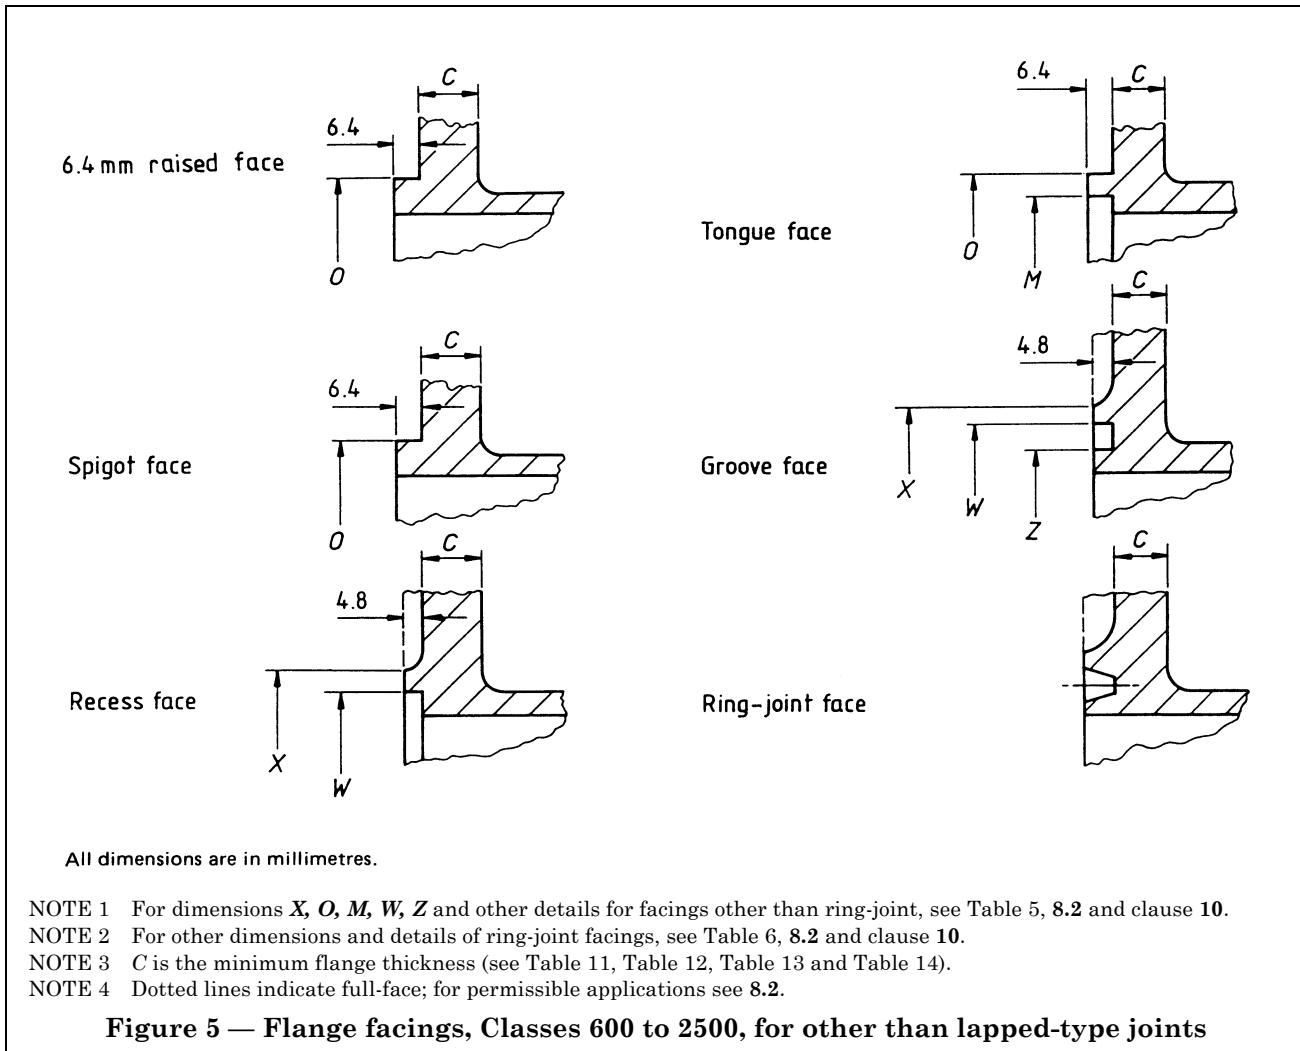 C
6.4
6.4 mm raised face
O
C
6.4
Spigot face
O
C
4.8
Recess face
X
W
6.4
C
Tongue face
O
M
C
4.8
Groove face
X
W
Z
C
Ring-joint face
All dimensions are in millimetres.
NOTE 1 For dimensions X, O, M, W, Z and other details for facings other than ring-joint, see Table 5, 8.2 and clause 10.
NOTE 2 For other dimensions and details of ring-joint facings, see Table 6, 8.2 and clause 10.
NOTE 3 C is the minimum flange thickness (see Table 11, Table 12, Table 13 and Table 14).
NOTE 4 Dotted lines indicate full-face; for permissible applications see 8.2.
Figure 5 — Flange facings, Classes 600 to 2500, for other than lapped-type joints